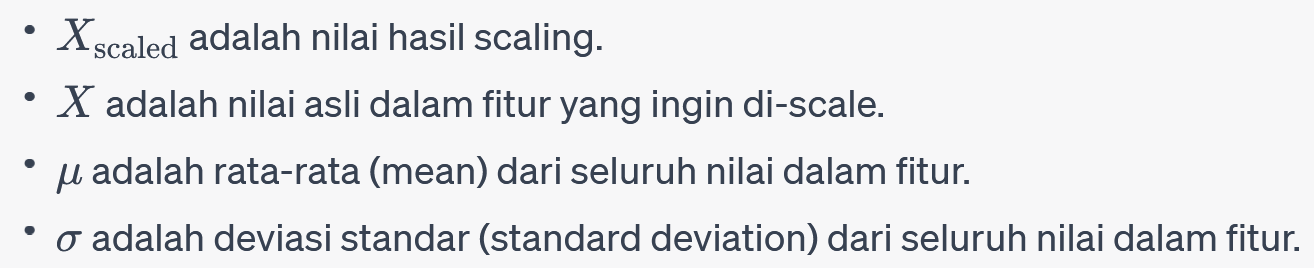 • X_scaled adalah nilai hasil scaling.
• X adalah nilai asli dalam fitur yang ingin di-scale.
• μ adalah rata-rata (mean) dari seluruh nilai dalam fitur.
• σ adalah deviasi standar (standard deviation) dari seluruh nilai dalam fitur.